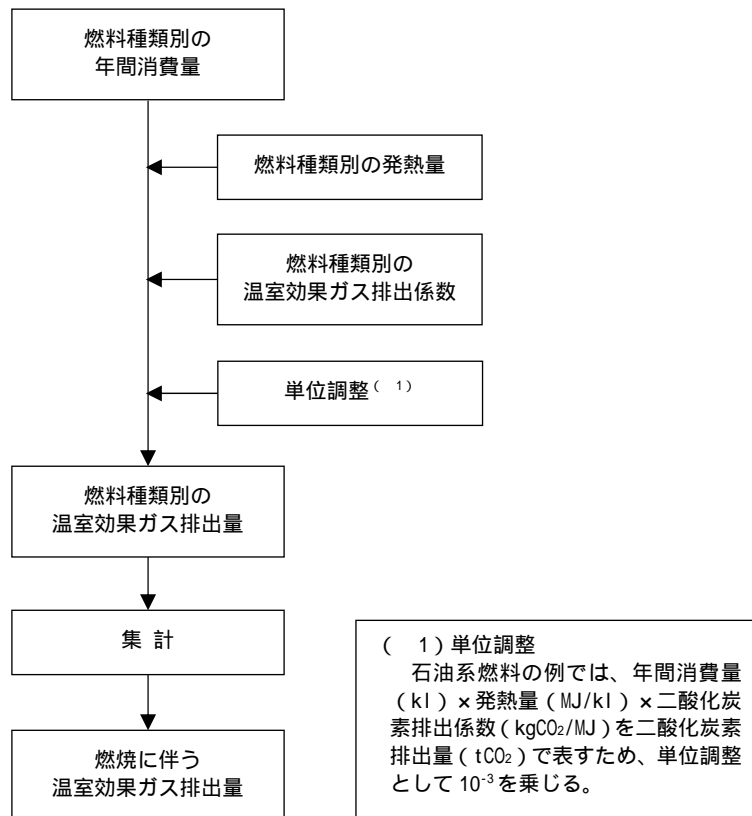 燃料種類別の
年間消費量
燃料種類別の発熱量
燃料種類別の
温室効果ガス排出係数
単位調整( 1)
燃料種類別の
温室効果ガス排出量
集 計
燃焼に伴う
温室効果ガス排出量
( 1)単位調整
石油系燃料の例では、年間消費量
(kl)×発熱量(MJ/kl)×二酸化炭
素排出係数(kgCO₂/MJ)を二酸化炭素
排出量(tCO₂)で表すため、単位調整
として 10⁻³を乗じる。